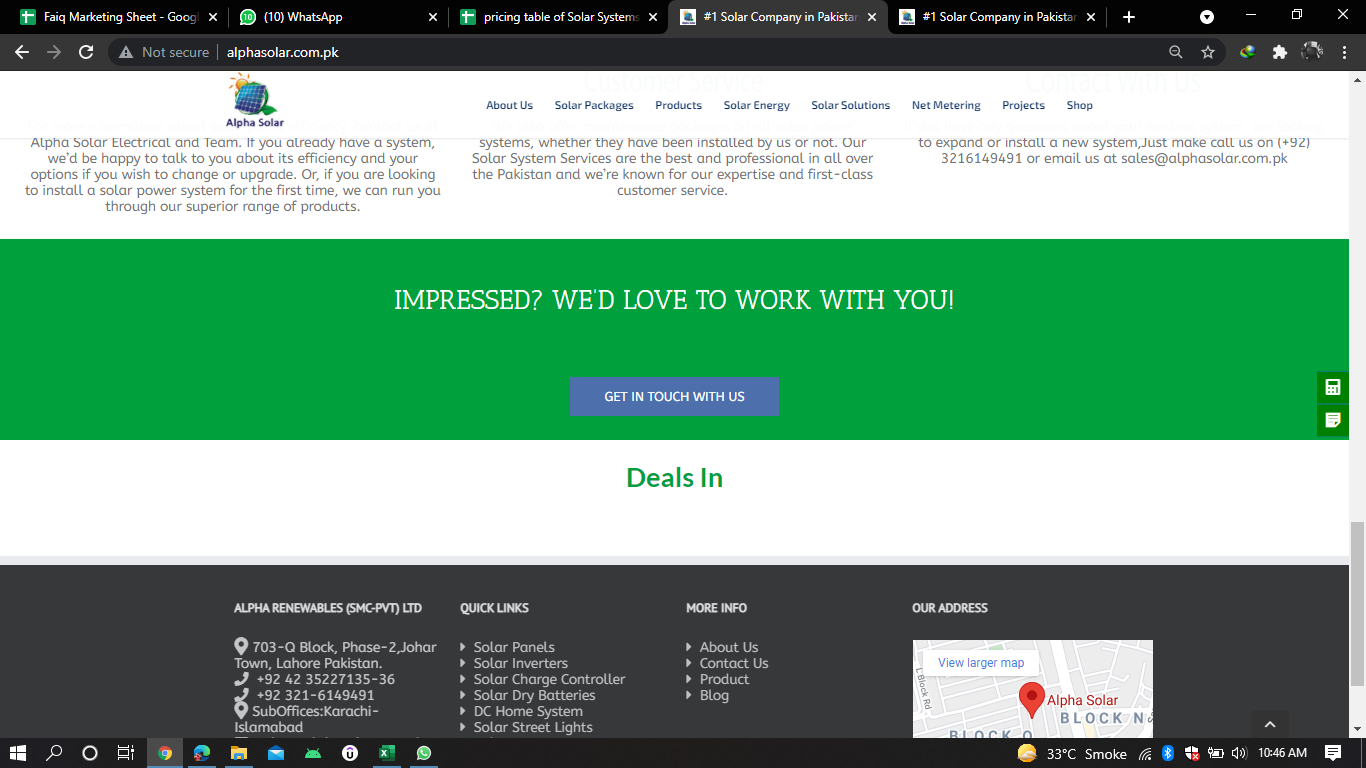 Faiq Marketing Sheet - Googl
(10) WhatsApp
pricing table of Solar Systems
#1 Solar Company in Pakistan
#1 Solar Company in Pakistan
Not secure
alphasolar.com.pk
Customer Service
Contact With Us
Alpha Solar
About Us
Solar Packages
Products
Solar Energy
Solar Solutions
Net Metering
Projects
Shop
Alpha Solar Electrical and Team. If you already have a system,
we'd be happy to talk to you about its efficiency and your
options if you wish to change or upgrade. Or, if you are looking
to install a solar power system for the first time, we can run you
through our superior range of products.
systems, whether they have been installed by us or not. Our
Solar System Services are the best and professional in all over
the Pakistan and we're known for our expertise and first-class
customer service.
to expand or install a new system,Just make call us on (+92)
3216149491 or email us at sales@alphasolar.com.pk
IMPRESSED? WE'D LOVE TO WORK WITH YOU!
GET IN TOUCH WITH US
Deals In
ALPHA RENEWABLES (SMC-PVT) LTD
703-Q Block, Phase-2,Johar
Town, Lahore Pakistan.
+92 42 35227135-36
+92 321-6149491
SubOffices:Karachi-
Islamabad
QUICK LINKS
Solar Panels
Solar Inverters
Solar Charge Controller
Solar Dry Batteries
DC Home System
Solar Street Lights
MORE INFO
About Us
Contact Us
Product
Blog
OUR ADDRESS
View larger map
L Block Rd
Alpha Solar
BLOCK N
BLOCK Q
33°C Smoke
10:46 AM